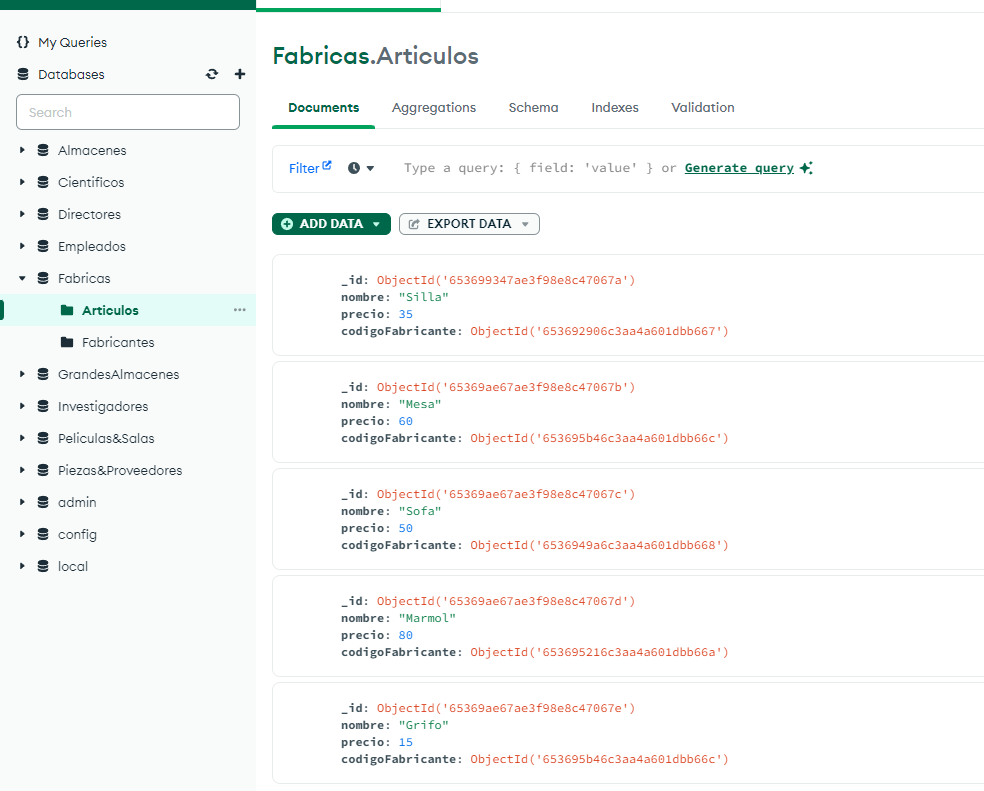 My Queries
Databases
Search
Almacenes
Cientificos
Directores
Empleados
Fabricas
Articulos
Fabricantes
GrandesAlmacenes
Investigadores
Peliculas&Salas
Piezas&Proveedores
admin
config
local
Fabricas.Articulos
Documents Aggregations Schema Indexes Validation
Filter Type a query: { field: 'value' } or Generate query
ADD DATA EXPORT DATA
_id: ObjectId('653699347ae3f98e8c47067a')
nombre: "Silla"
precio: 35
codigoFabricante: ObjectId('653692906c3aa4a601dbb667')
_id: ObjectId('65369ae67ae3f98e8c47067b')
nombre: "Mesa"
precio: 60
codigoFabricante: ObjectId('653695b46c3aa4a601dbb66c')
_id: ObjectId('65369ae67ae3f98e8c47067c')
nombre: "Sofa"
precio: 50
codigoFabricante: ObjectId('6536949a6c3aa4a601dbb668')
_id: ObjectId('65369ae67ae3f98e8c47067d')
nombre: "Marmol"
precio: 80
codigoFabricante: ObjectId('653695216c3aa4a601dbb66a')
_id: ObjectId('65369ae67ae3f98e8c47067e')
nombre: "Grifo"
precio: 15
codigoFabricante: ObjectId('653695b46c3aa4a601dbb66c')